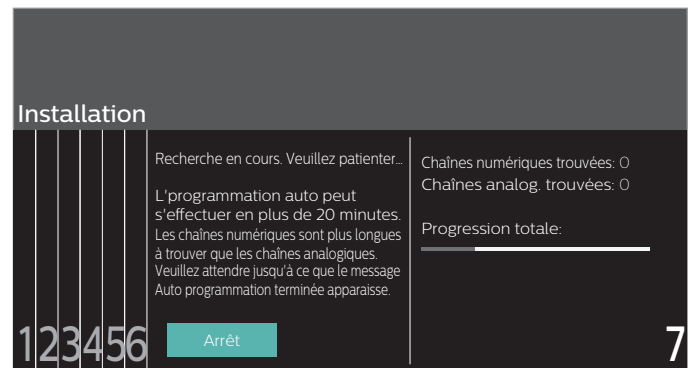 Installation
Recherche en cours. Veuillez patienter...
L'programmation auto peut
s'effectuer en plus de 20 minutes.
Les chaînes numériques sont plus longues
à trouver que les chaînes analogiques.
Veuillez attendre jusqu'à ce que le message
Auto programmation terminée apparaisse.
Arrêt
Chaînes numériques trouvées: 0
Chaînes analog. trouvées: 0
Progression totale:
123456
7